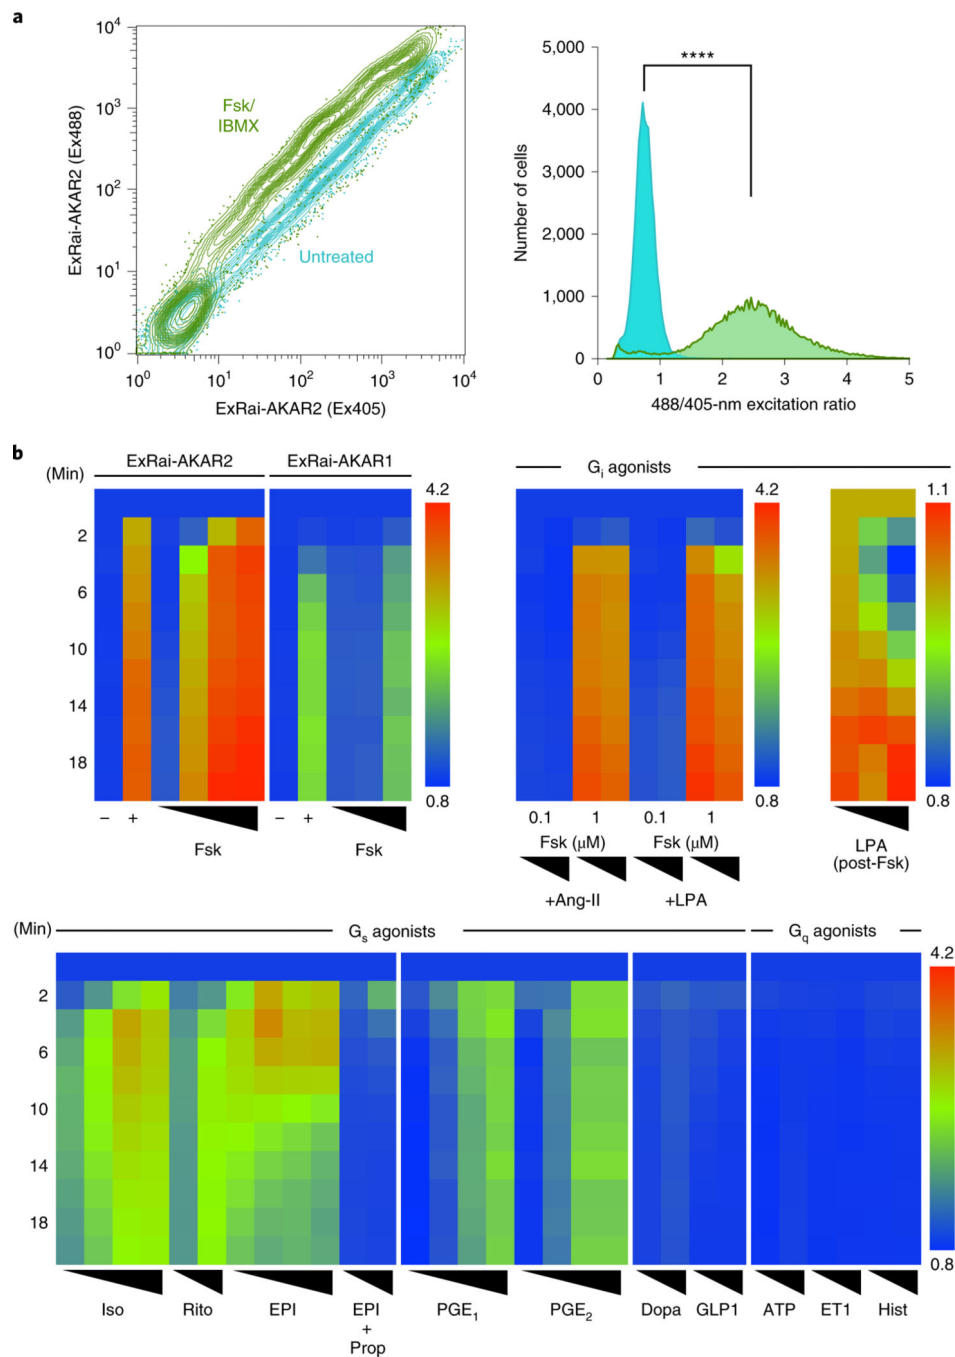 a
10⁴
10³
10²
10¹
10⁰
ExRai-AKAR2 (Ex488)
Fsk/
IBMX
Untreated
10⁰ 10¹ 10² 10³ 10⁴
ExRai-AKAR2 (Ex405)
5,000
4,000
3,000
2,000
1,000
0
Number of cells
****
0 1 2 3 4 5
488/405-nm excitation ratio
b
(Min)
ExRai-AKAR2 ExRai-AKAR1
2
6
10
14
18
4.2
0.8
– +
Fsk
– +
Fsk
Gᵢ agonists
4.2
0.8
0.1 1 0.1 1
Fsk (μM) Fsk (μM)
+Ang-II +LPA
1.1
0.8
LPA
(post-Fsk)
(Min)
Gₛ agonists
G_q agonists
2
6
10
14
18
4.2
0.8
Iso Rito EPI EPI
+
Prop
PGE₁ PGE₂ Dopa GLP1 ATP ET1 Hist